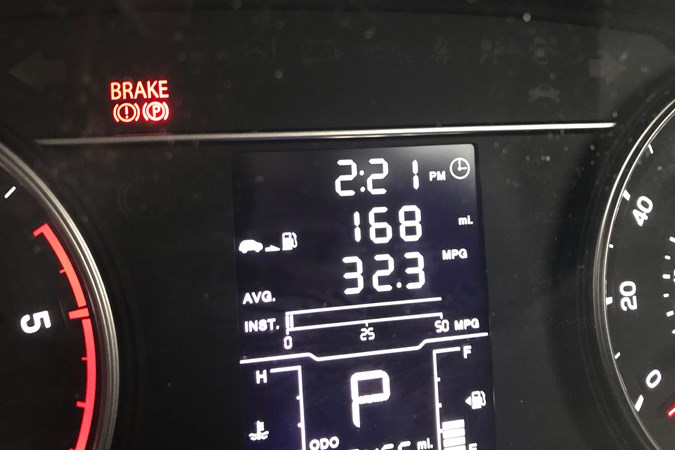 BRAKE
(!) (P)
2:21 PM
168 mi.
32.3 MPG
AVG.
INST.
0 25 50 MPG
H F
P
ODO mi.
E
5
40
20
0